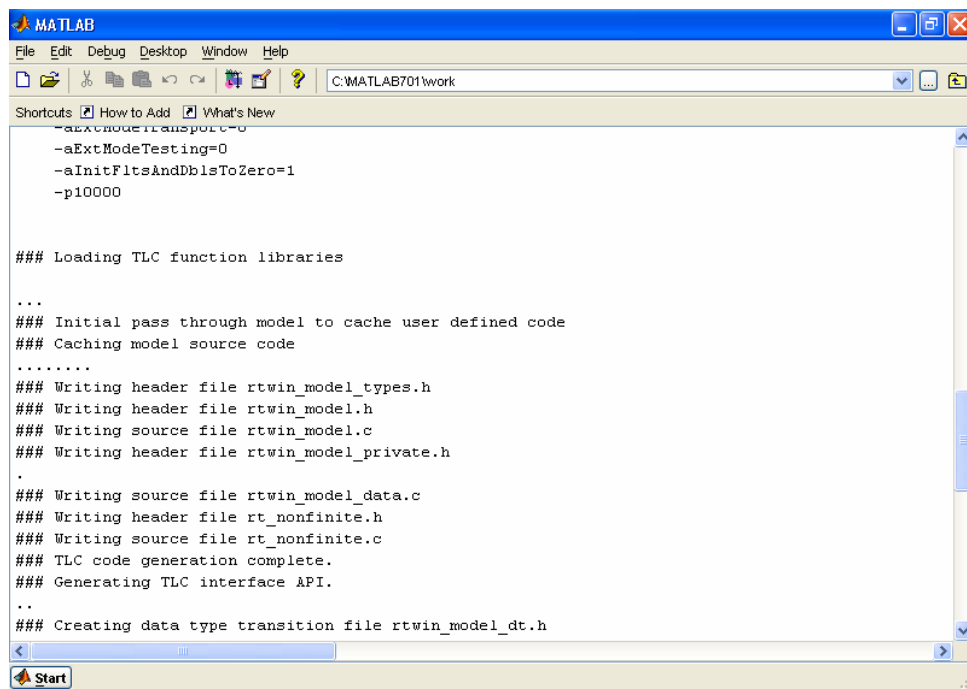 MATLAB
File Edit Debug Desktop Window Help
C:\MATLAB701\work
...
Shortcuts How to Add What's New
-aExtModeTransport=0
-aExtModeTesting=0
-aInitFltsAndDblsToZero=1
-p10000
### Loading TLC function libraries
...
### Initial pass through model to cache user defined code
### Caching model source code
........
### Writing header file rtwin_model_types.h
### Writing header file rtwin_model.h
### Writing source file rtwin_model.c
### Writing header file rtwin_model_private.h
.
### Writing source file rtwin_model_data.c
### Writing header file rt_nonfinite.h
### Writing source file rt_nonfinite.c
### TLC code generation complete.
### Generating TLC interface API.
..
### Creating data type transition file rtwin_model_dt.h
Start